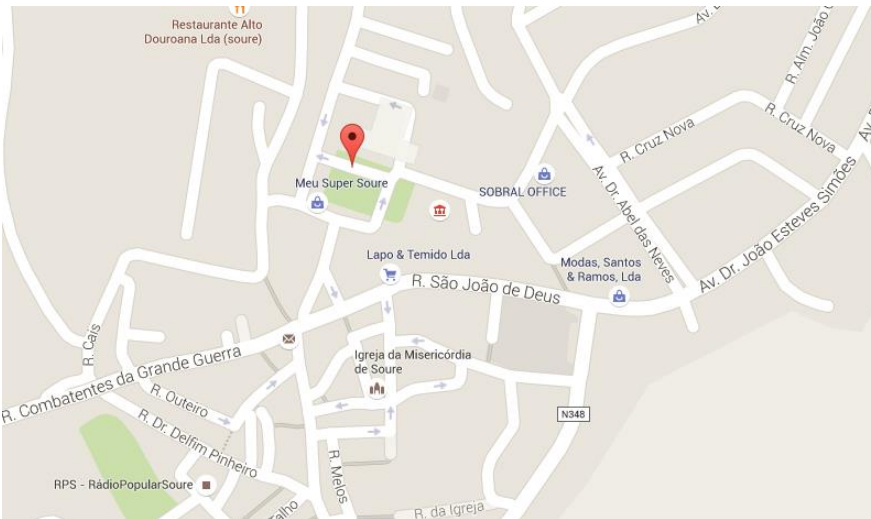 Restaurante Alto
Douroana Lda (soure)
R. Alm. João
R. Cruz Nova
R. Cruz Nova
Meu Super Soure
SOBRAL OFFICE
Av. Dr. Abel das Neves
Av. Dr. João Esteves Simões
Lapo & Temido Lda
Modas, Santos
& Ramos, Lda
R. São João de Deus
R. Cais
R. Combatentes da Grande Guerra
Igreja da Misericórdia
de Soure
R. Outeiro
N348
R. Dr. Delfim Pinheiro
R. Melos
RPS - RádioPopularSoure
R. da Igreja